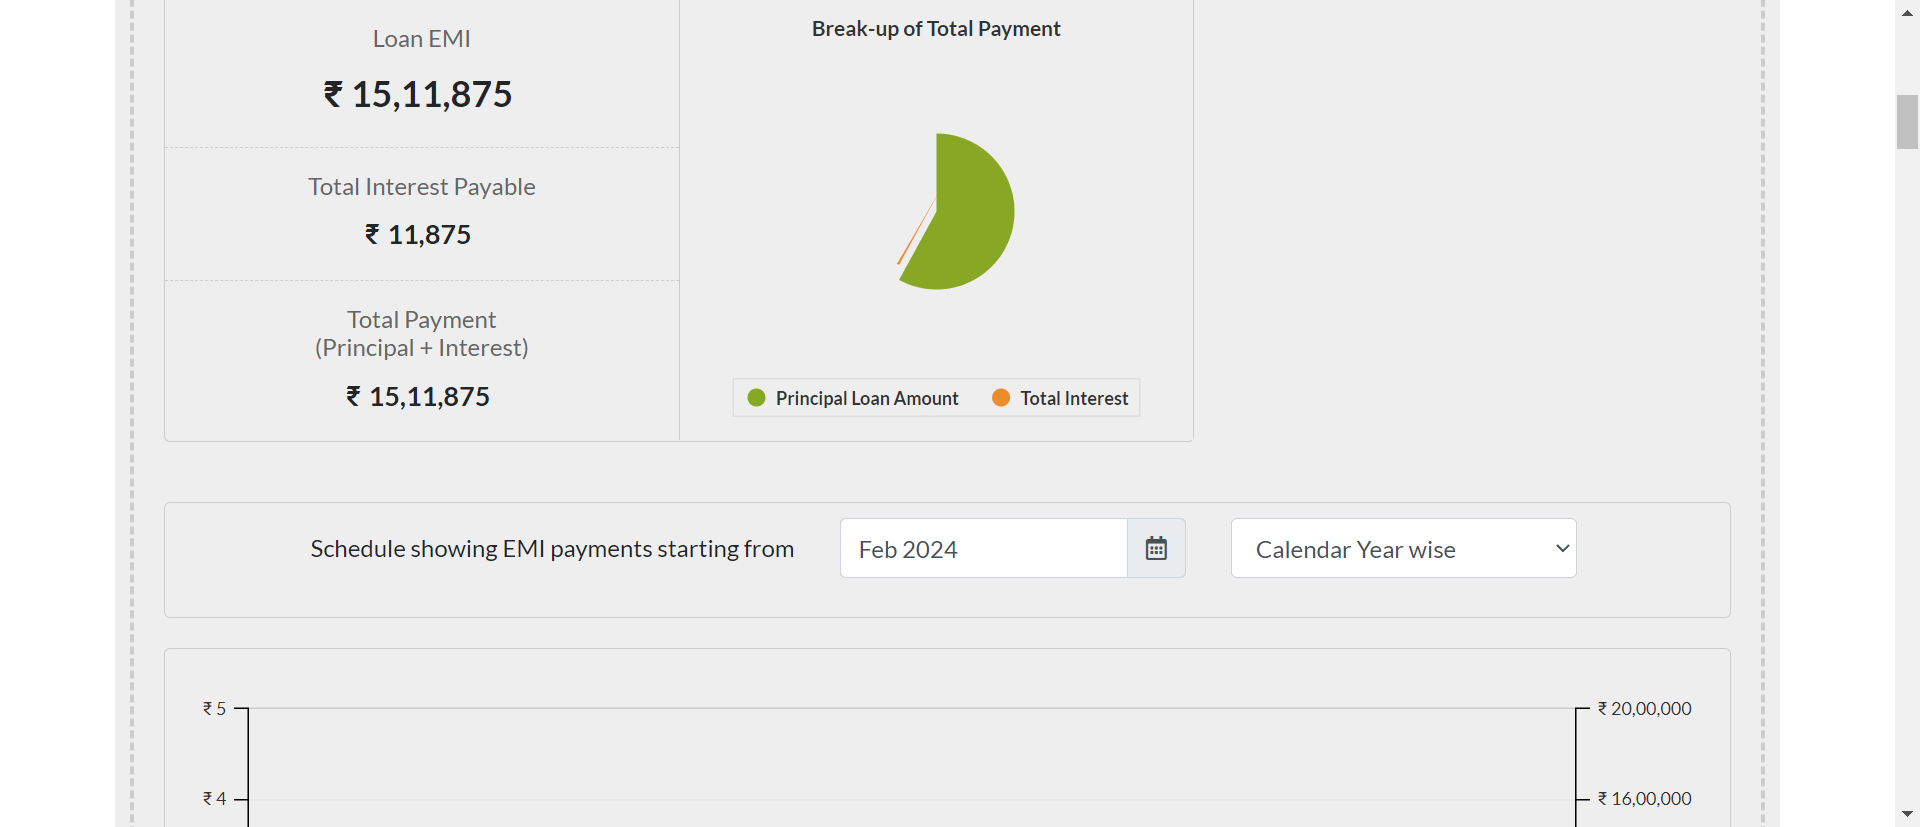 Loan EMI
₹ 15,11,875
Total Interest Payable
₹ 11,875
Total Payment
(Principal + Interest)
₹ 15,11,875
Break-up of Total Payment
Principal Loan Amount
Total Interest
Schedule showing EMI payments starting from
Feb 2024
Calendar Year wise
₹ 5
₹ 20,00,000
₹ 4
₹ 16,00,000